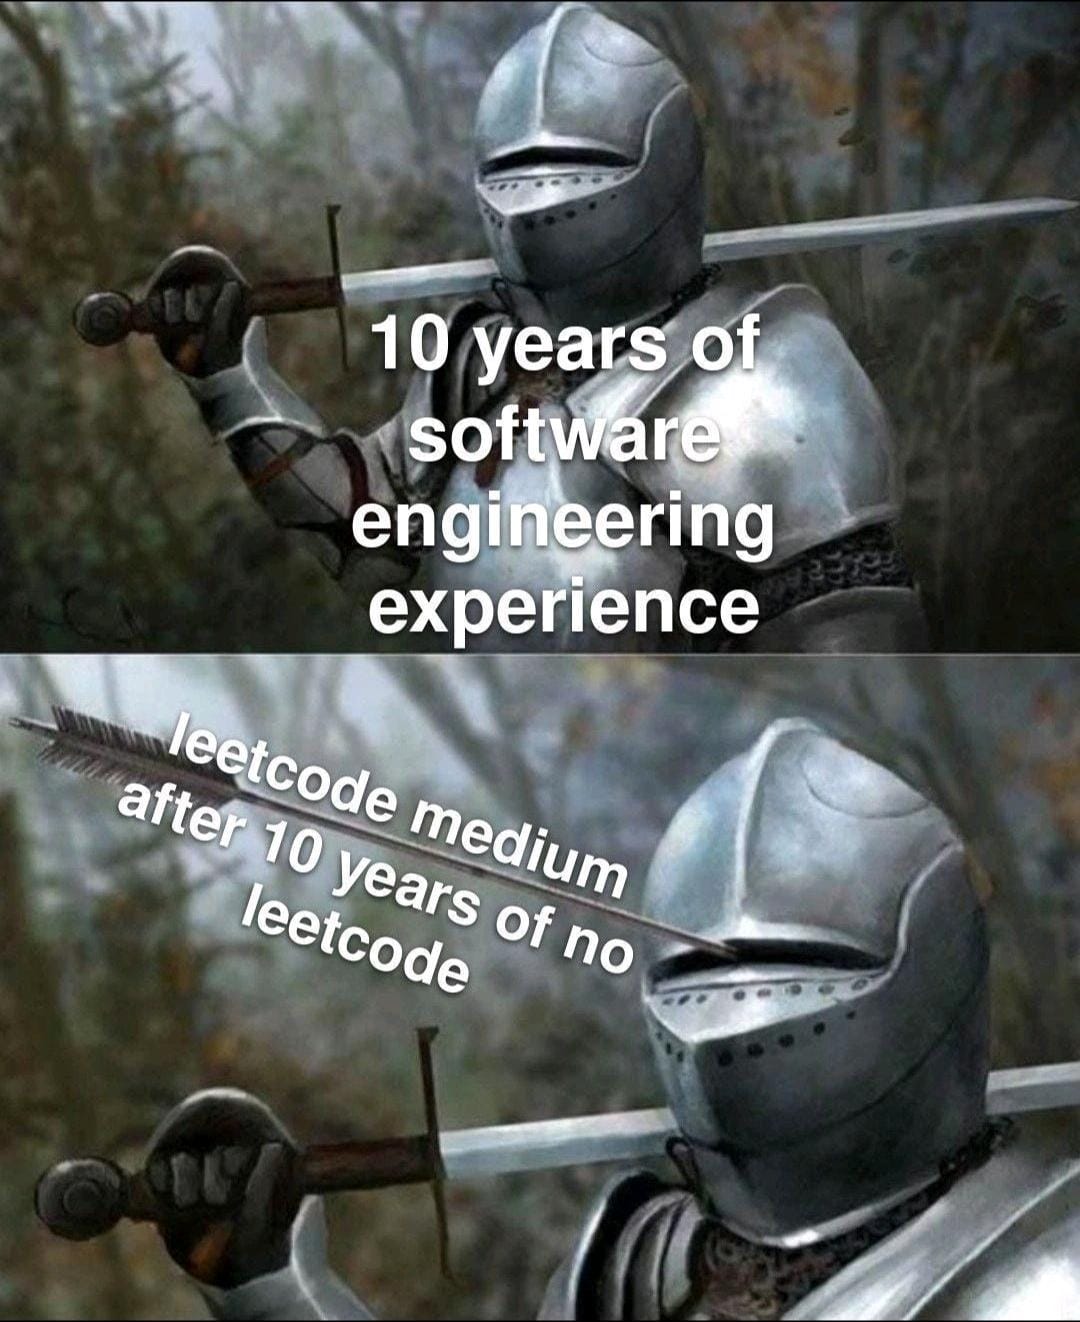 10 years of
software
engineering
experience
leetcode medium
after 10 years of no
leetcode